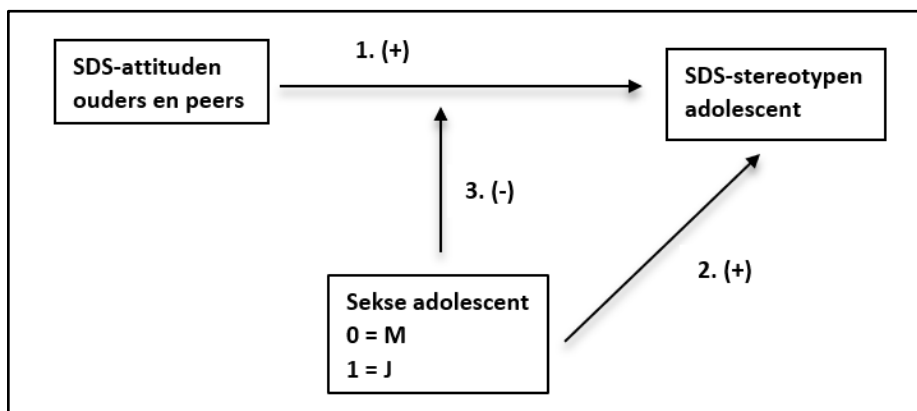 1. (+)
SDS-attituden
ouders en peers
SDS-stereotypen
adolescent
3. (-)
2. (+)
Sekse adolescent
0 = M
1 = J